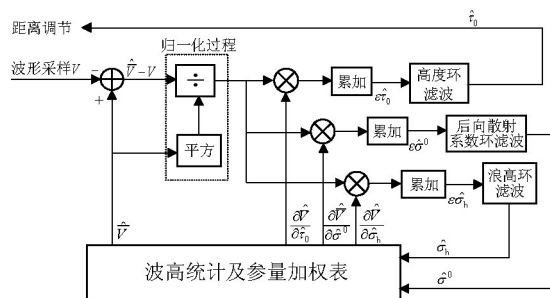 距离调节
τ̂₀
归一化过程
波形采样V
−
+
V̂−V
÷
平方
累加
ετ̂₀
高度环
滤波
累加
εσ̂⁰
后向散射
系数环滤波
累加
εσ̂ₕ
浪高环
滤波
V̂
∂V̂/∂τ̂₀
∂V̂/∂σ̂⁰
∂V̂/∂σ̂ₕ
σ̂ₕ
σ̂⁰
波高统计及参量加权表